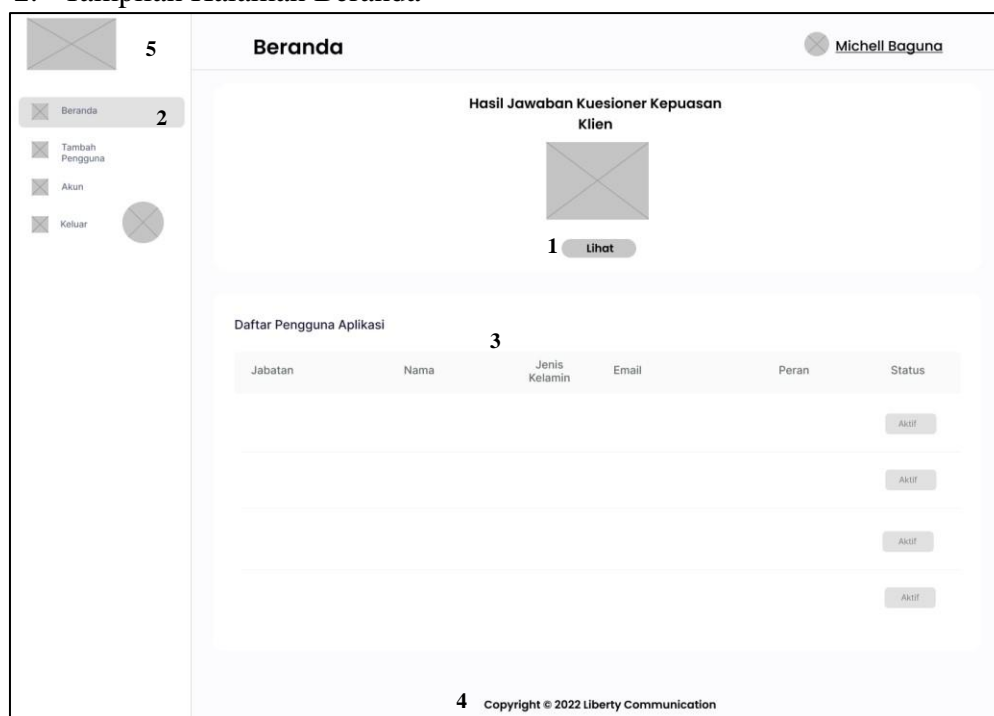 2. Tampilan Halaman Beranda
5
Beranda
Michell Baguna
Beranda
2
Tambah
Pengguna
Akun
Keluar
Hasil Jawaban Kuesioner Kepuasan
Klien
1 Lihat
Daftar Pengguna Aplikasi
3
Jabatan Nama Jenis Kelamin Email Peran Status
Aktif
Aktif
Aktif
Aktif
4 Copyright © 2022 Liberty Communication